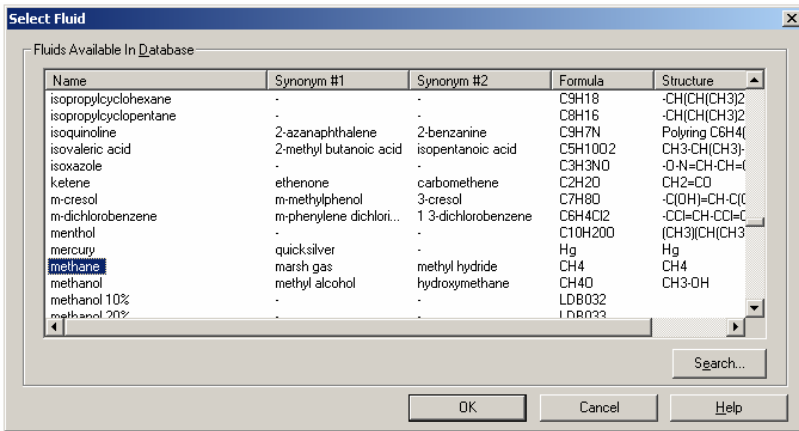 Select Fluid
Fluids Available In Database
Name Synonym #1 Synonym #2 Formula Structure
isopropylcyclohexane - - C9H18 -CH(CH(CH3)2
isopropylcyclopentane - - C8H16 -CH(CH(CH3)2
isoquinoline 2-azanaphthalene 2-benzanine C9H7N Polyring C6H4(
isovaleric acid 2-methyl butanoic acid isopentanoic acid C5H10O2 CH3-CH(CH3)-
isoxazole - - C3H3NO -O-N=CH-CH=(
ketene ethenone carbomethene C2H2O CH2=CO
m-cresol m-methylphenol 3-cresol C7H8O -C(OH)=CH-C(C
m-dichlorobenzene m-phenylene dichlori... 1 3-dichlorobenzene C6H4Cl2 -CCl=CH-CCl=C
menthol - - C10H20O (CH3)(CH(CH3
mercury quicksilver - Hg Hg
methane marsh gas methyl hydride CH4 CH4
methanol methyl alcohol hydroxymethane CH4O CH3-OH
methanol 10% - - LDB032
methanol 20% - - LDB033
Search...
OK Cancel Help